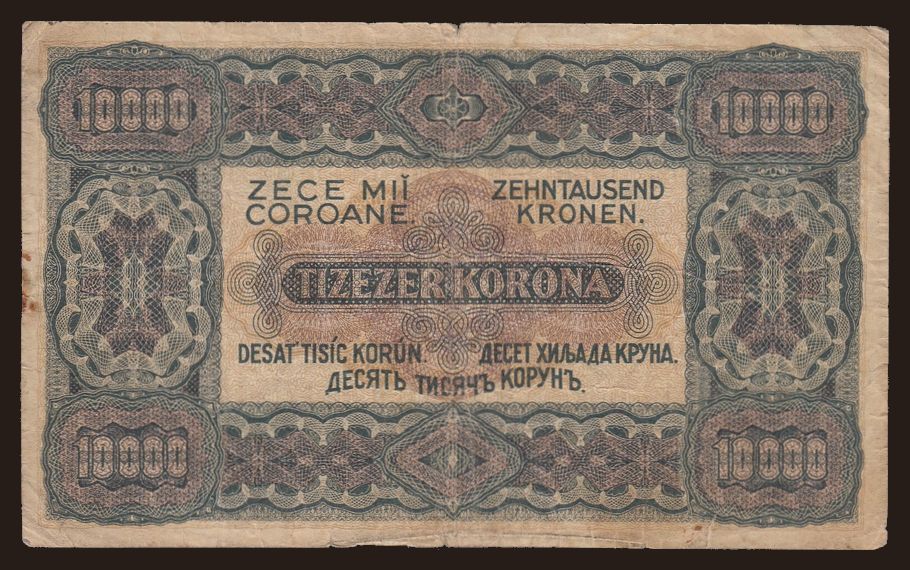 10000
10000
ZECE MII̯
COROANE.
ZEHNTAUSEND
KRONEN.
TIZEZER KORONA
DESAŤ TISÍC KORÚN.
ДЕСЕТ ХИЉАДА КРУНА.
ДЕСЯТЬ ТИСЯЧЪ КОРУНЪ.
10000
10000